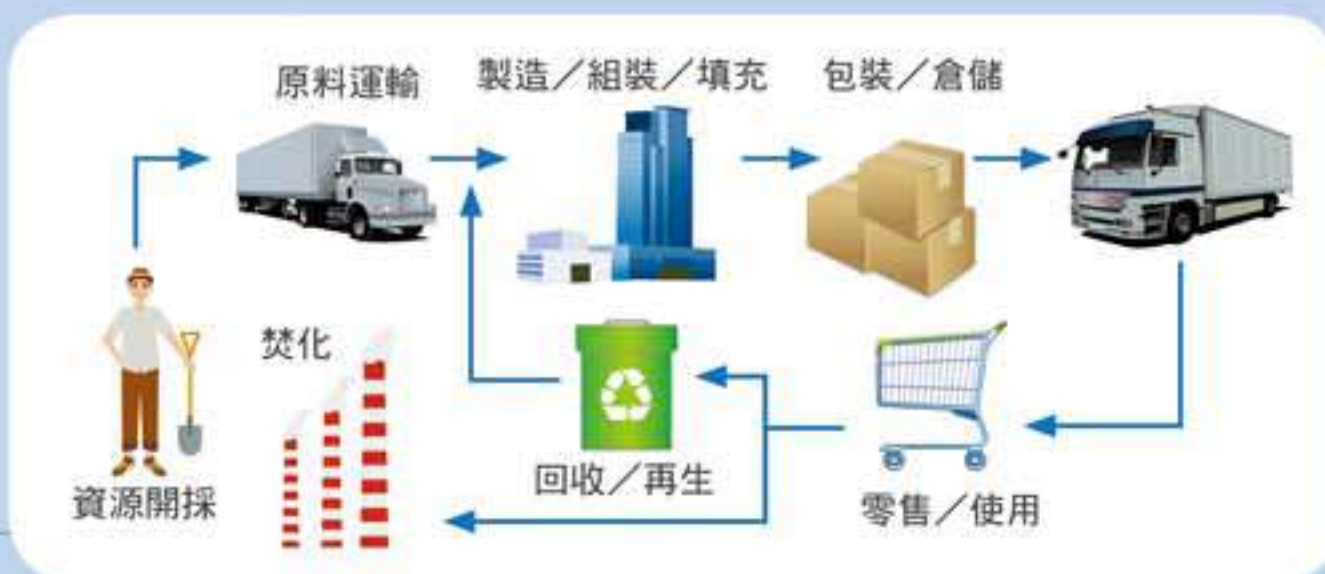 原料運輸
製造／組裝／填充
包裝／倉儲
資源開採
焚化
回收／再生
零售／使用